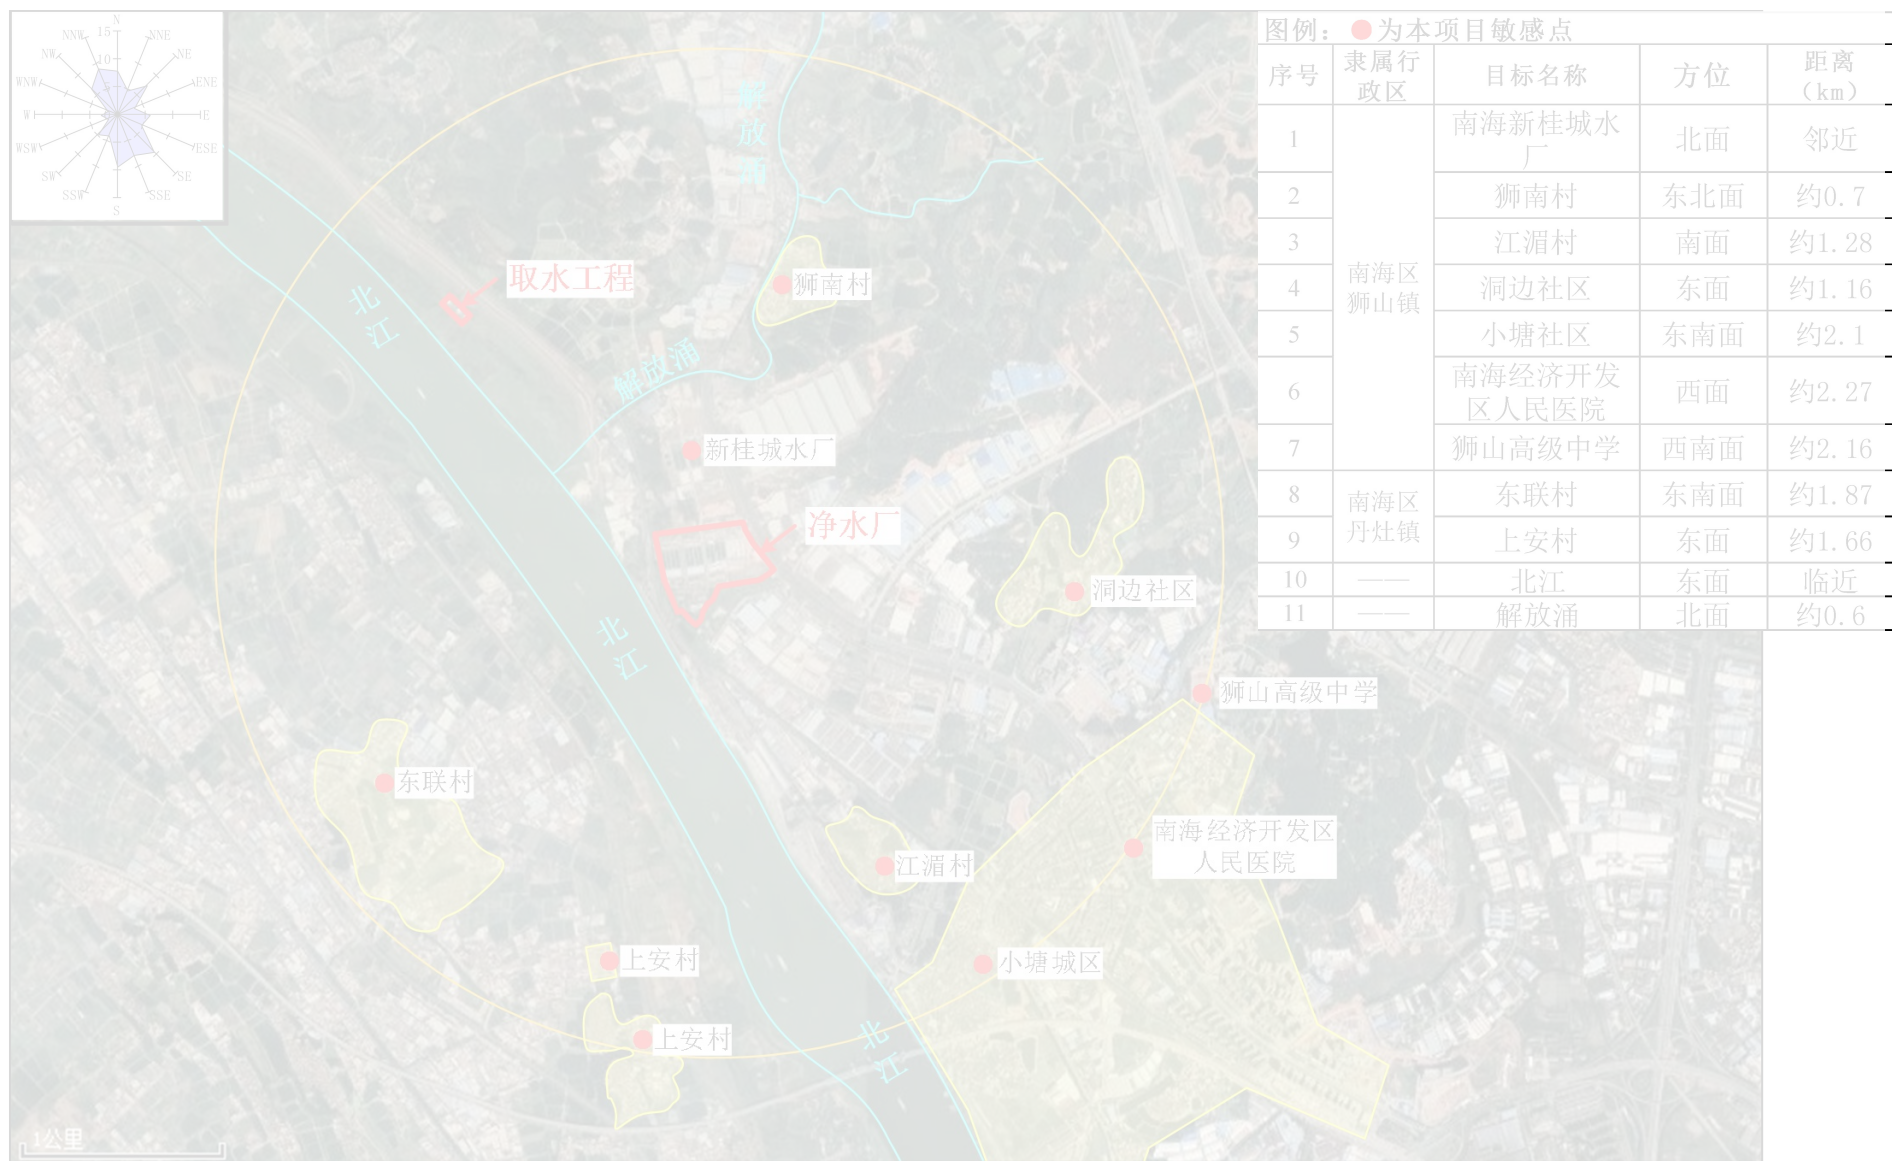 N
NNE
NE
ENE
E
ESE
SE
SSE
S
SSW
SW
WSW
W
WNW
NW
NNW
15
10
5
图例：为本项目敏感点
序号 隶属行政区 目标名称 方位 距离（km）
1 南海新桂城水厂 北面 邻近
2 狮南村 东北面 约0.7
3 江湄村 南面 约1.28
南海区狮山镇
4 洞边社区 东面 约1.16
5 小塘社区 东南面 约2.1
6 南海经济开发区人民医院 西面 约2.27
7 狮山高级中学 西南面 约2.16
8 东联村 东南面 约1.87
南海区丹灶镇
9 上安村 东面 约1.66
10 —— 北江 东面 临近
11 —— 解放涌 北面 约0.6
解放涌
取水工程
狮南村
北江
解放涌
新桂城水厂
净水厂
洞边社区
北江
狮山高级中学
东联村
南海经济开发区
人民医院
江湄村
上安村
小塘城区
上安村
北江
1公里